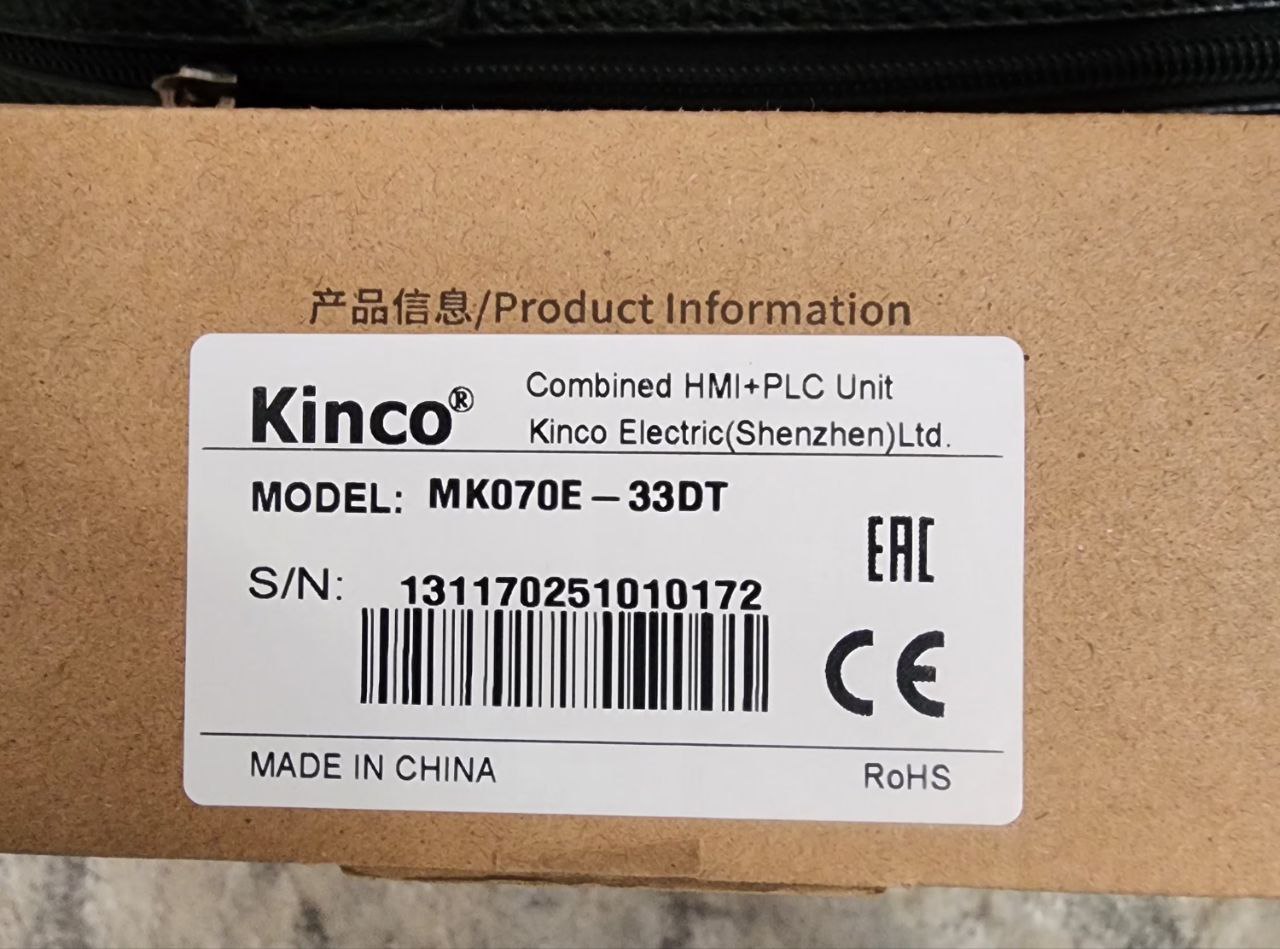 产品信息/Product Information
Kinco®
Combined HMI+PLC Unit
Kinco Electric(Shenzhen)Ltd.
MODEL: MK070E-33DT
EAC
S/N: 131170251010172
CE
MADE IN CHINA
RoHS